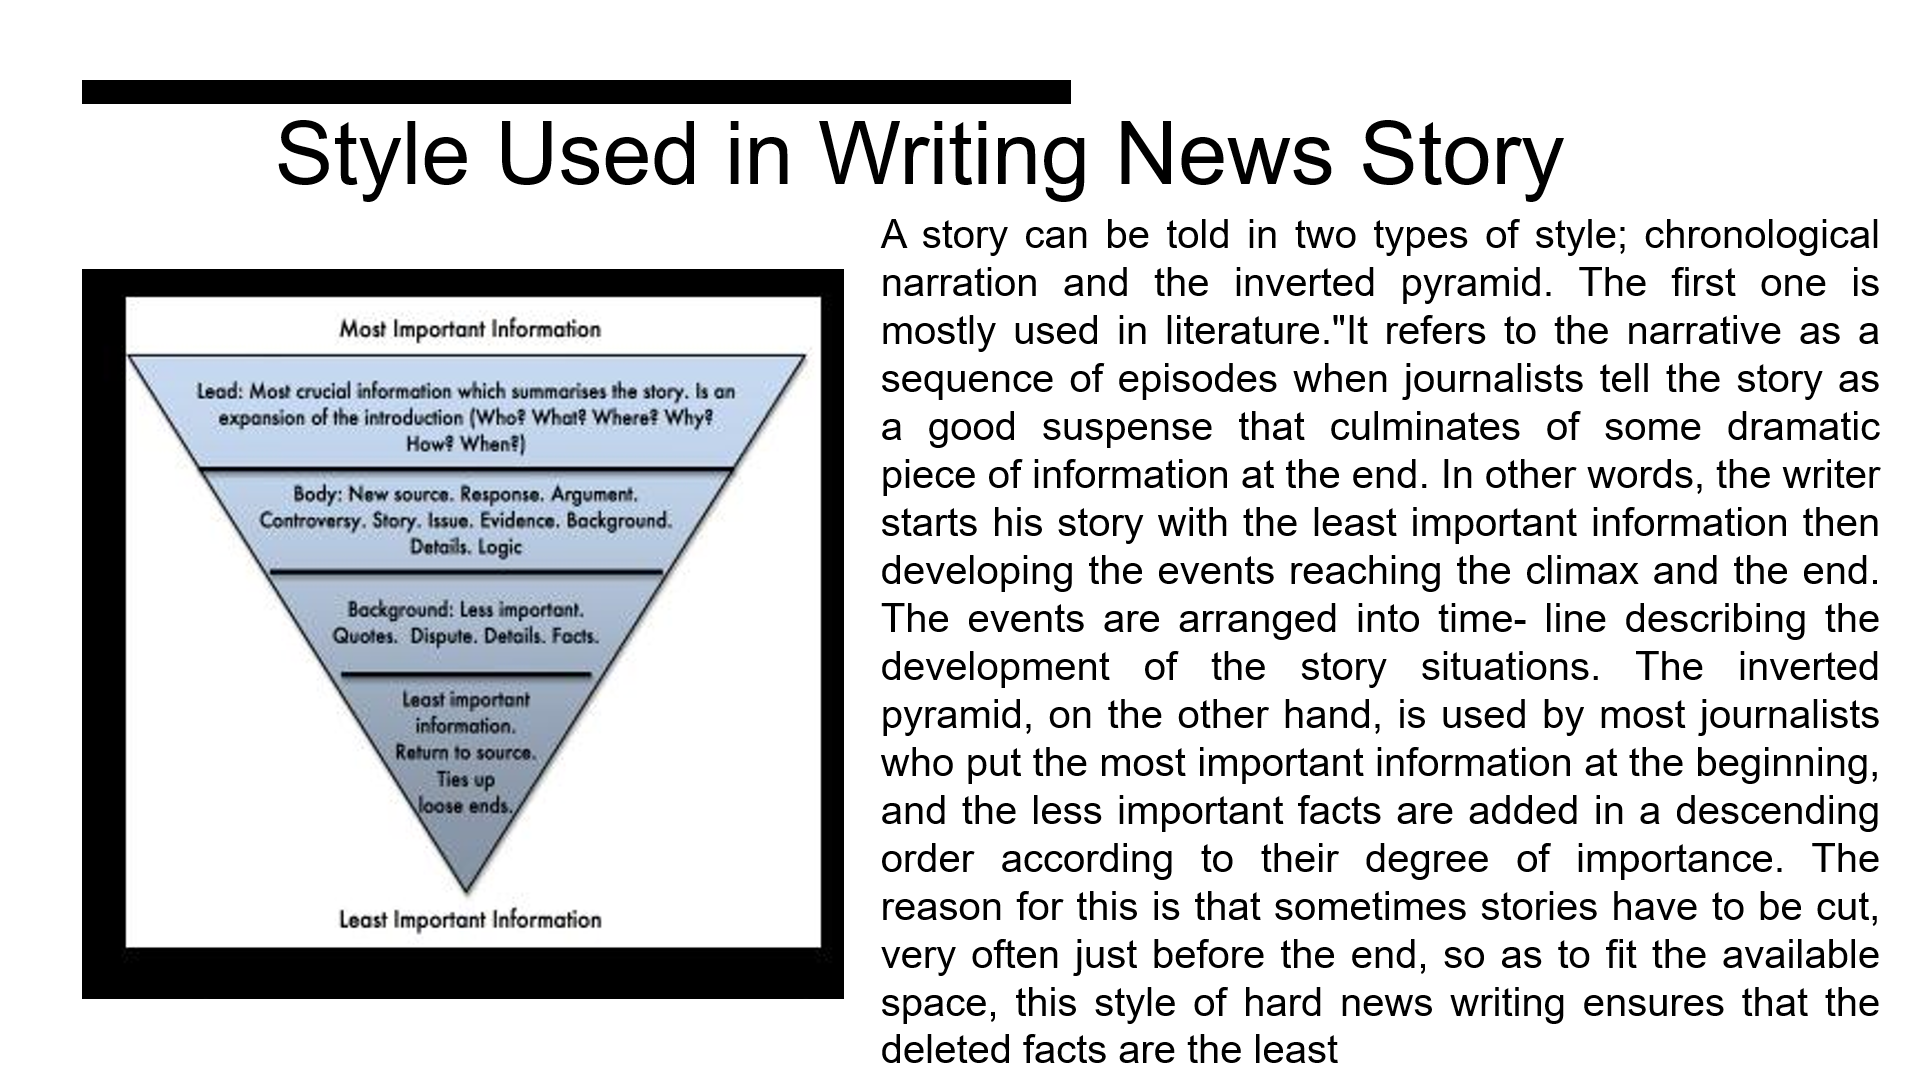 Style Used in Writing News Story
Most Important Information
Lead: Most crucial information which summarises the story. Is an
expansion of the introduction (Who? What? Where? Why?
How? When?)
Body: New source. Response. Argument.
Controversy. Story. Issue. Evidence. Background.
Details. Logic
Background: Less important.
Quotes. Dispute. Details. Facts.
Least important
information.
Return to source.
Ties up
loose ends.
Least Important Information
A story can be told in two types of style; chronological
narration and the inverted pyramid. The first one is
mostly used in literature."It refers to the narrative as a
sequence of episodes when journalists tell the story as
a good suspense that culminates of some dramatic
piece of information at the end. In other words, the writer
starts his story with the least important information then
developing the events reaching the climax and the end.
The events are arranged into time- line describing the
development of the story situations. The inverted
pyramid, on the other hand, is used by most journalists
who put the most important information at the beginning,
and the less important facts are added in a descending
order according to their degree of importance. The
reason for this is that sometimes stories have to be cut,
very often just before the end, so as to fit the available
space, this style of hard news writing ensures that the
deleted facts are the least